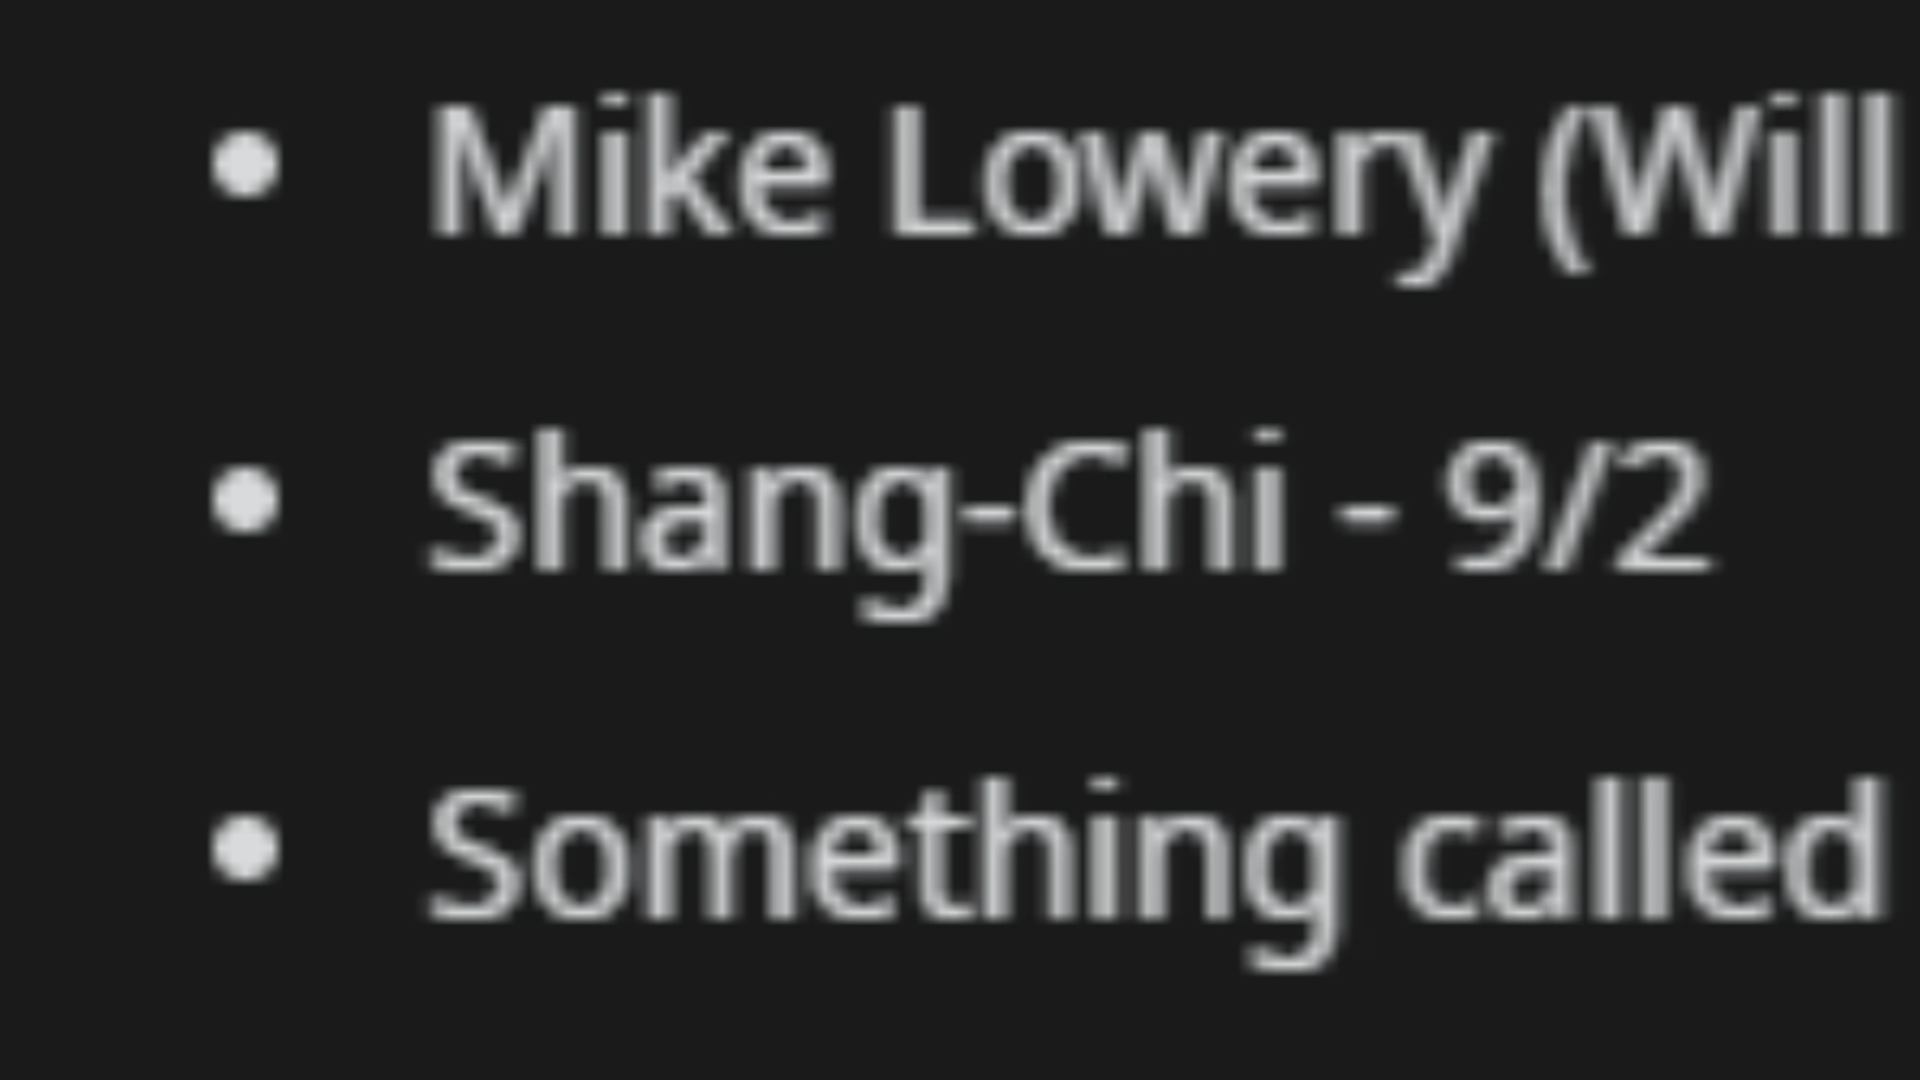 • Mike Lowery (Will
• Shang-Chi - 9/2
• Something called